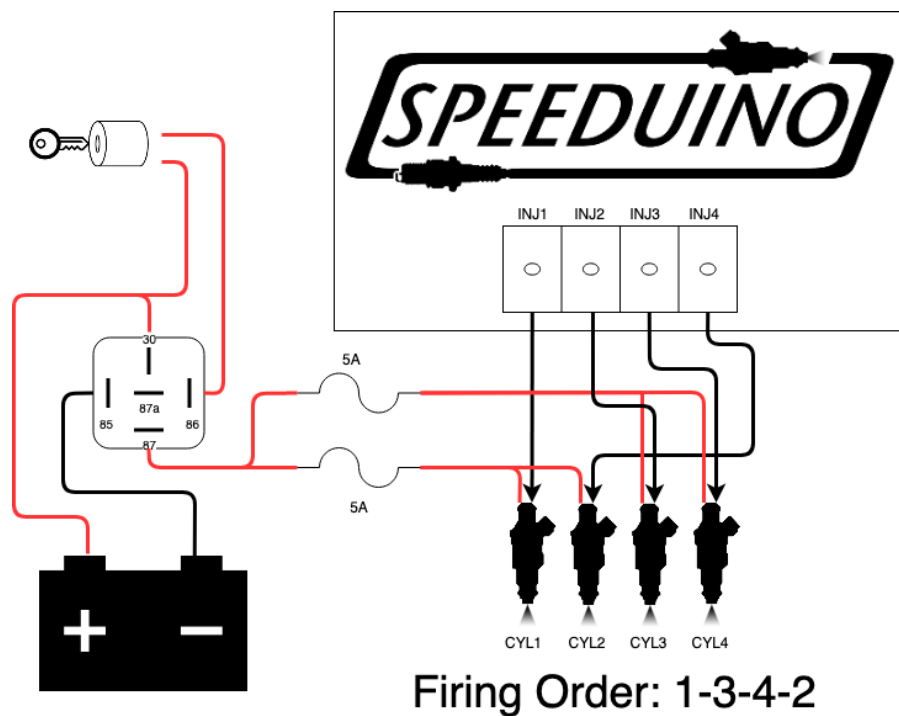 SPEEDUINO
INJ1 INJ2 INJ3 INJ4
30
85 87a 86
87
5A
5A
+ −
CYL1 CYL2 CYL3 CYL4
Firing Order: 1-3-4-2